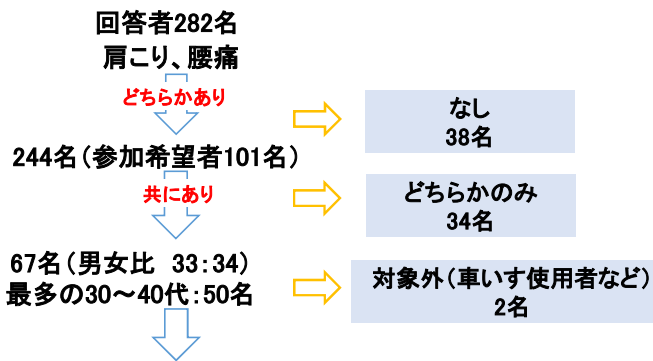 回答者282名
肩こり、腰痛
どちらかあり
なし
38名
244名(参加希望者101名)
共にあり
どちらかのみ
34名
67名(男女比　33:34)
最多の30～40代:50名
対象外(車いす使用者など)
2名